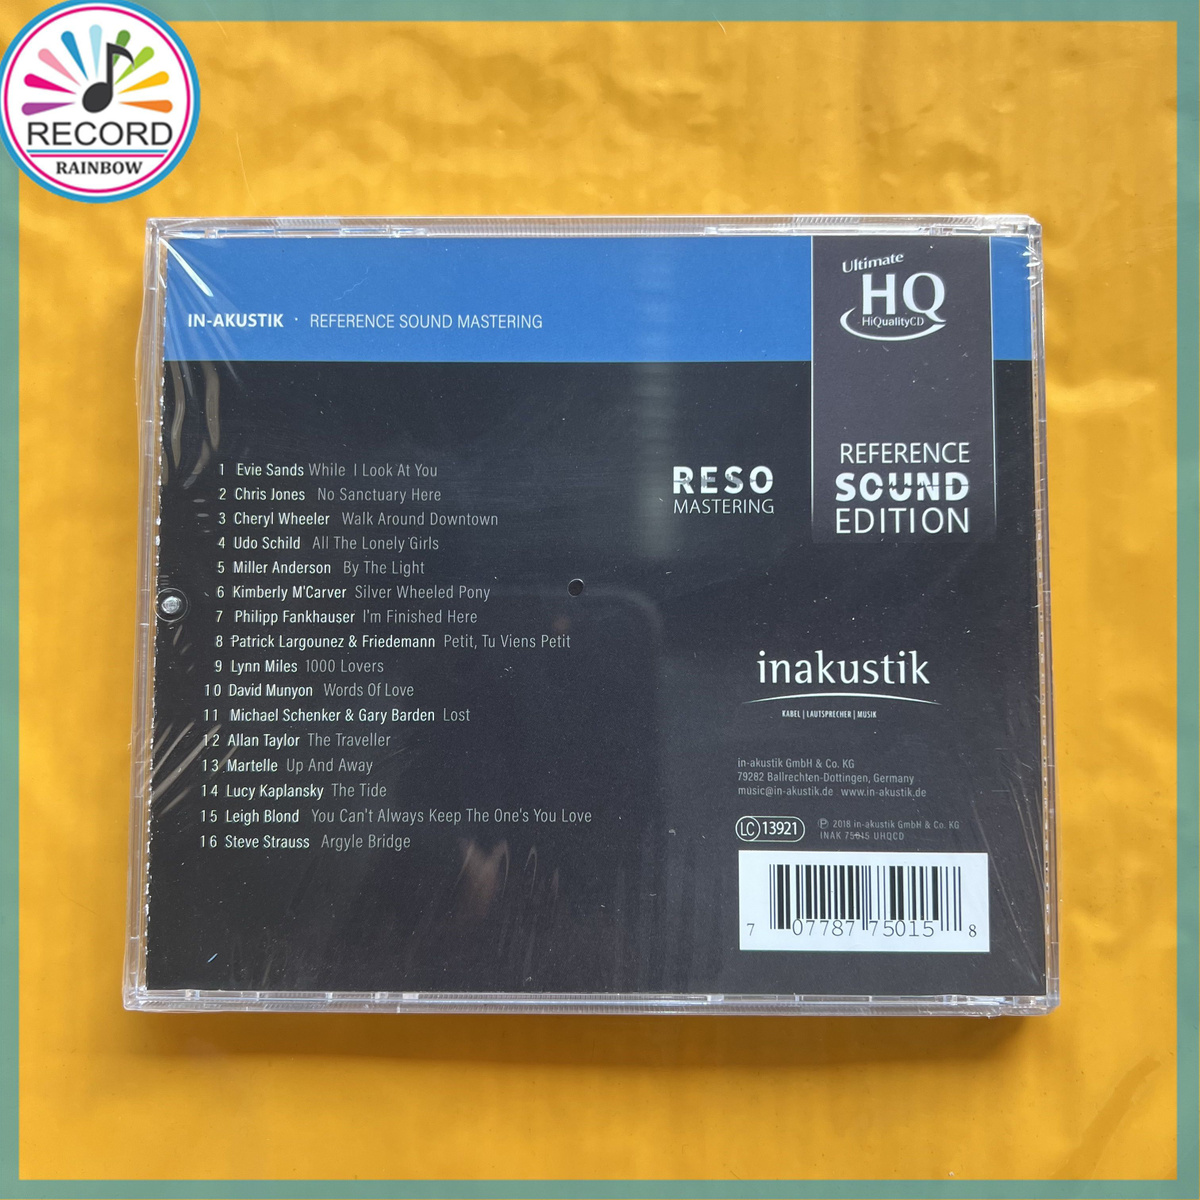 RECORD
RAINBOW
IN-AKUSTIK · REFERENCE SOUND MASTERING
Ultimate
HQ
HiQualityCD
REFERENCE
SOUND
EDITION
RESO
MASTERING
1 Evie Sands While I Look At You
2 Chris Jones No Sanctuary Here
3 Cheryl Wheeler Walk Around Downtown
4 Udo Schild All The Lonely Girls
5 Miller Anderson By The Light
6 Kimberly M'Carver Silver Wheeled Pony
7 Philipp Fankhauser I'm Finished Here
8 Patrick Largounez & Friedemann Petit, Tu Viens Petit
9 Lynn Miles 1000 Lovers
10 David Munyon Words Of Love
11 Michael Schenker & Gary Barden Lost
12 Allan Taylor The Traveller
13 Martelle Up And Away
14 Lucy Kaplansky The Tide
15 Leigh Blond You Can't Always Keep The One's You Love
16 Steve Strauss Argyle Bridge
inakustik
KABEL | LAUTSPRECHER | MUSIK
in-akustik GmbH & Co. KG
79282 Ballrechten-Dottingen, Germany
music@in-akustik.de www.in-akustik.de
LC 13921
℗ 2018 in-akustik GmbH & Co. KG
INAK 75015 UHQCD
7 07787 75015 8